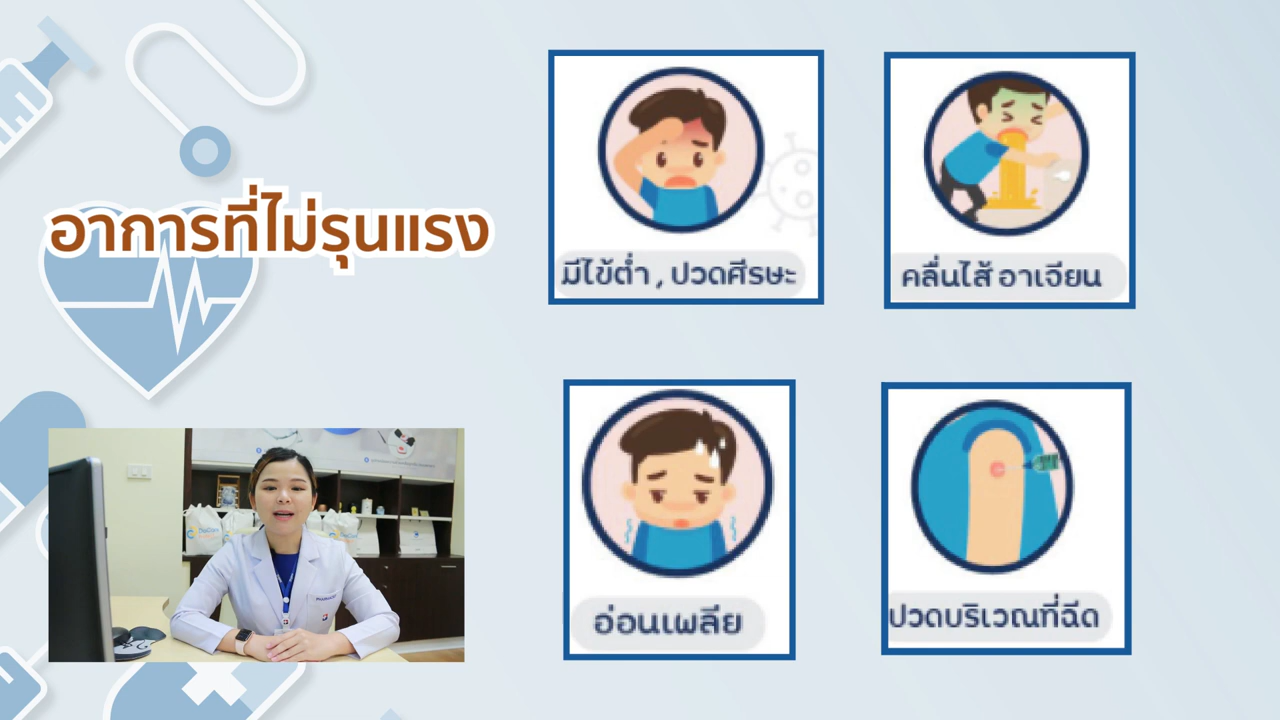 อาการที่ไม่รุนแรง
มีไข้ต่ำ , ปวดศีรษะ
คลื่นไส้ อาเจียน
อ่อนเพลีย
ปวดบริเวณที่ฉีด